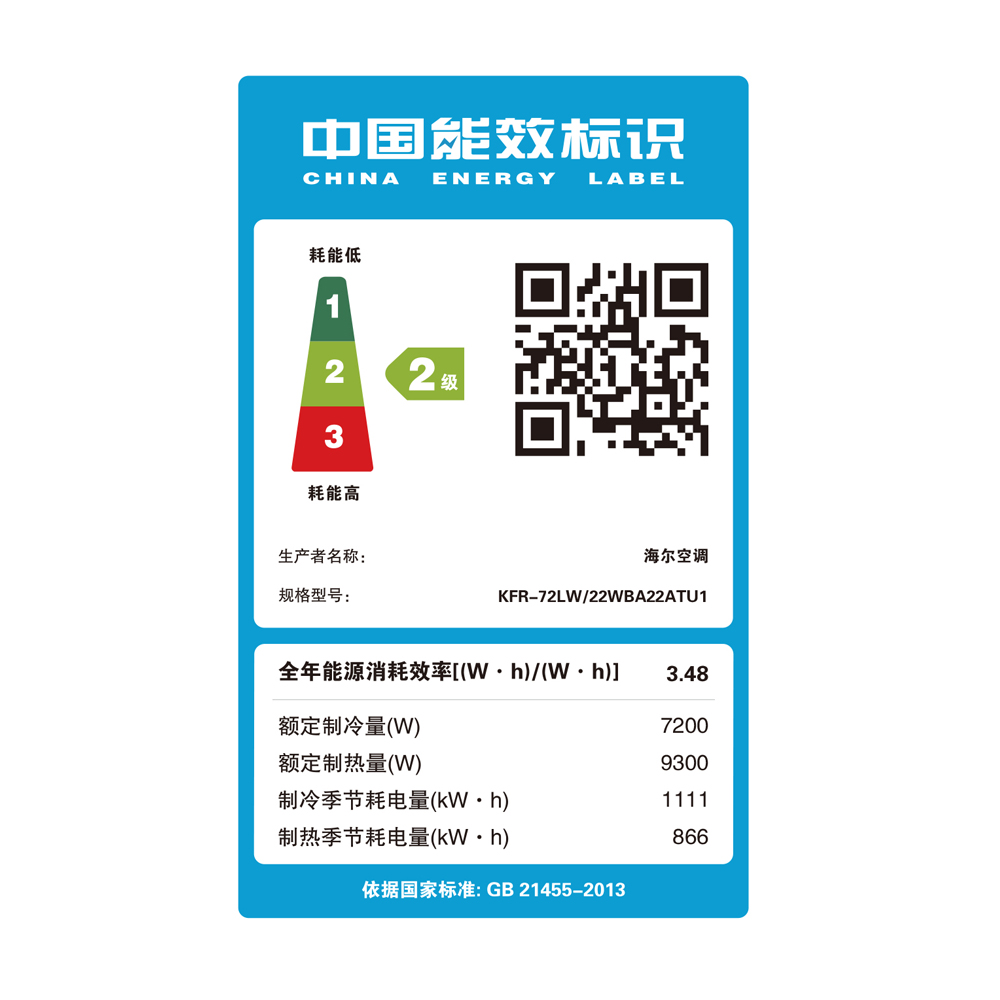 中国能效标识
CHINA ENERGY LABEL
耗能低
1
2
2级
3
耗能高
生产者名称: 海尔空调
规格型号: KFR-72LW/22WBA22ATU1
全年能源消耗效率[(W·h)/(W·h)] 3.48
额定制冷量(W) 7200
额定制热量(W) 9300
制冷季节耗电量(kW·h) 1111
制热季节耗电量(kW·h) 866
依据国家标准: GB 21455-2013